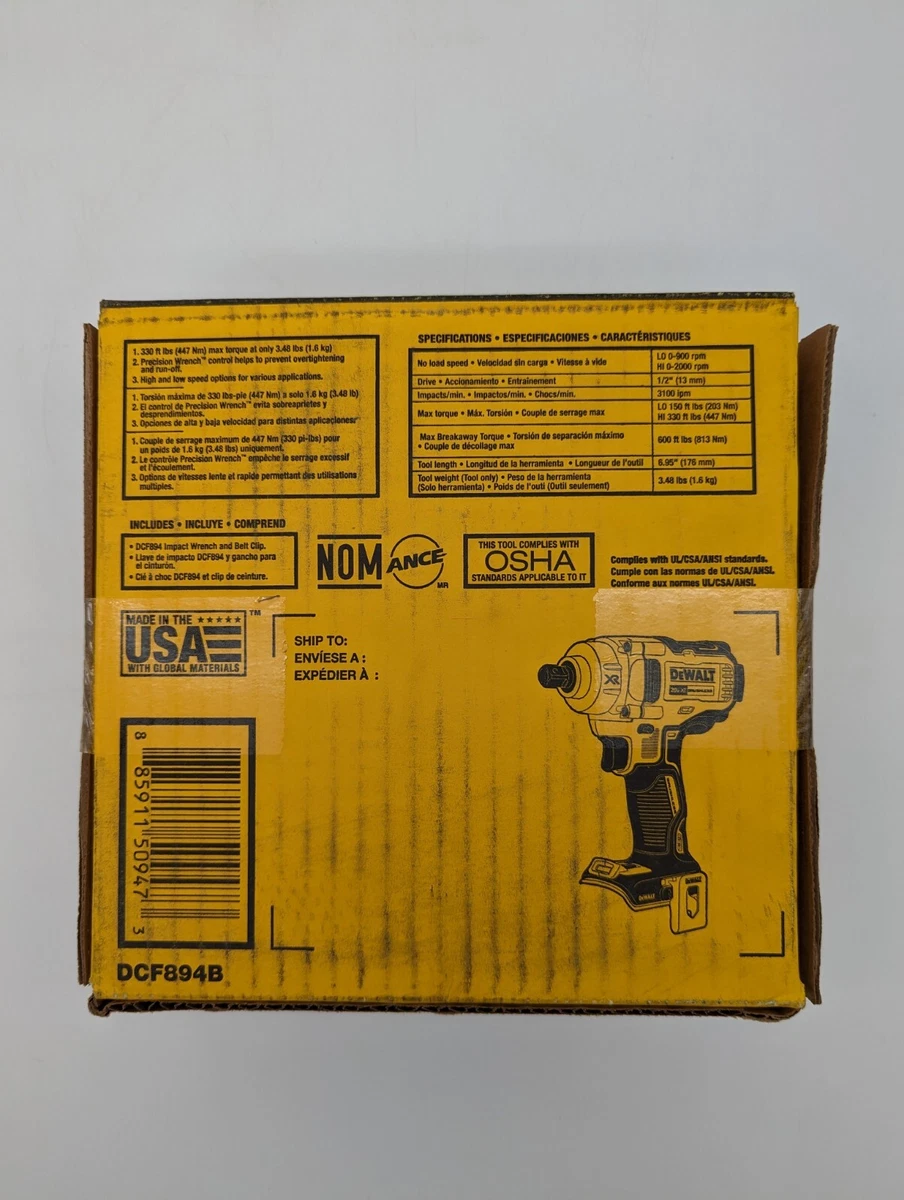 1. 330 ft lbs (447 Nm) max torque at only 3.48 lbs (1.6 kg)
2. Precision Wrench™ control helps to prevent overtightening
and run-off.
3. High and low speed options for various applications.
1. Torsión máxima de 330 lbs-pie (447 Nm) a solo 1.6 kg (3.48 lb)
2. El control de Precision Wrench™ evita sobreaprietes y
desprendimientos.
3. Opciones de alta y baja velocidad para distintas aplicaciones.
1. Couple de serrage maximum de 447 Nm (330 pi-lbs) pour
un poids de 1.6 kg (3.48 lbs) uniquement.
2. Le contrôle Precision Wrench™ empêche le serrage excessif
et l'écoulement.
3. Options de vitesses lente et rapide permettant des utilisations
multiples.
SPECIFICATIONS • ESPECIFICACIONES • CARACTÉRISTIQUES
No load speed • Velocidad sin carga • Vitesse à vide
LO 0-900 rpm
HI 0-2000 rpm
Drive • Accionamiento • Entraînement
1/2" (13 mm)
Impacts/min. • Impactos/min. • Chocs/min.
3100 ipm
Max torque • Máx. Torsión • Couple de serrage max
LO 150 ft lbs (203 Nm)
HI 330 ft lbs (447 Nm)
Max Breakaway Torque • Torsión de separación máximo
• Couple de décollage max
600 ft lbs (813 Nm)
Tool length • Longitud de la herramienta • Longueur de l'outil
6.95" (176 mm)
Tool weight (Tool only) • Peso de la herramienta
(Solo herramienta) • Poids de l'outi (Outil seulement)
3.48 lbs (1.6 kg)
INCLUDES • INCLUYE • COMPREND
• DCF894 Impact Wrench and Belt Clip.
• Llave de impacto DCF894 y gancho para
el cinturón.
• Clé à choc DCF894 et clip de ceinture.
NOM
ANCE
MR
THIS TOOL COMPLIES WITH
OSHA
STANDARDS APPLICABLE TO IT
Complies with UL/CSA/ANSI standards.
Cumple con las normas de UL/CSA/ANSI.
Conforme aux normes UL/CSA/ANSI.
MADE IN THE
USA
WITH GLOBAL MATERIALS
™
SHIP TO:
ENVÍESE A :
EXPÉDIER À :
XR
DEWALT
20V MAX BRUSHLESS
DEWALT
8 85911 50947 3
DCF894B